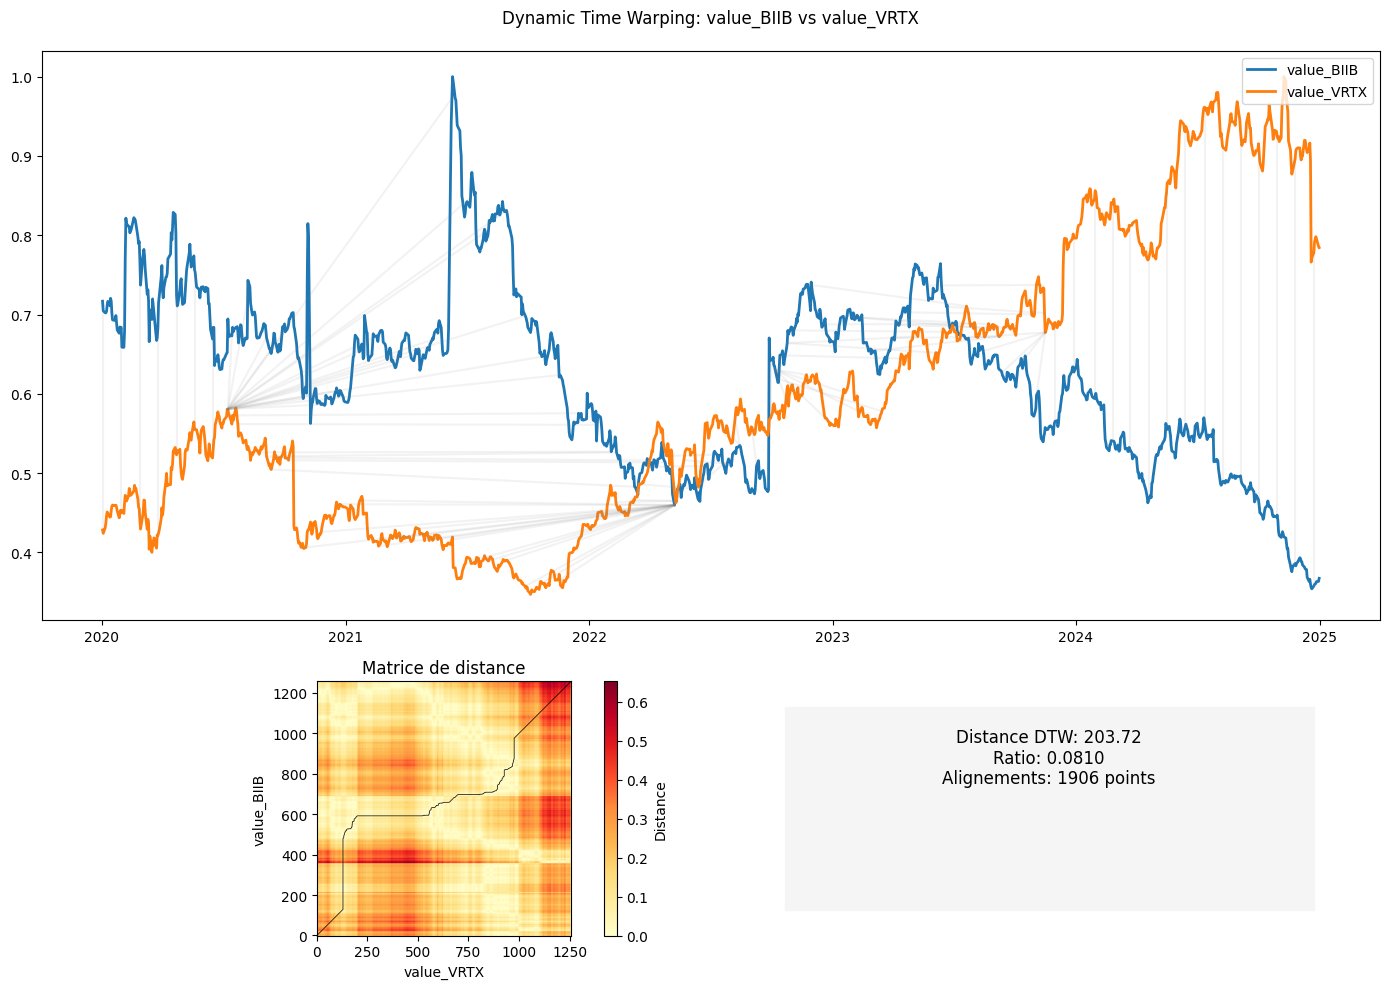 Dynamic Time Warping: value_BIIB vs value_VRTX
value_BIIB
value_VRTX
1.0
0.9
0.8
0.7
0.6
0.5
0.4
2020 2021 2022 2023 2024 2025
Matrice de distance
value_BIIB
1200
1000
800
600
400
200
0
0 250 500 750 1000 1250
value_VRTX
0.6
0.5
0.4
0.3
0.2
0.1
0.0
Distance
Distance DTW: 203.72
Ratio: 0.0810
Alignements: 1906 points